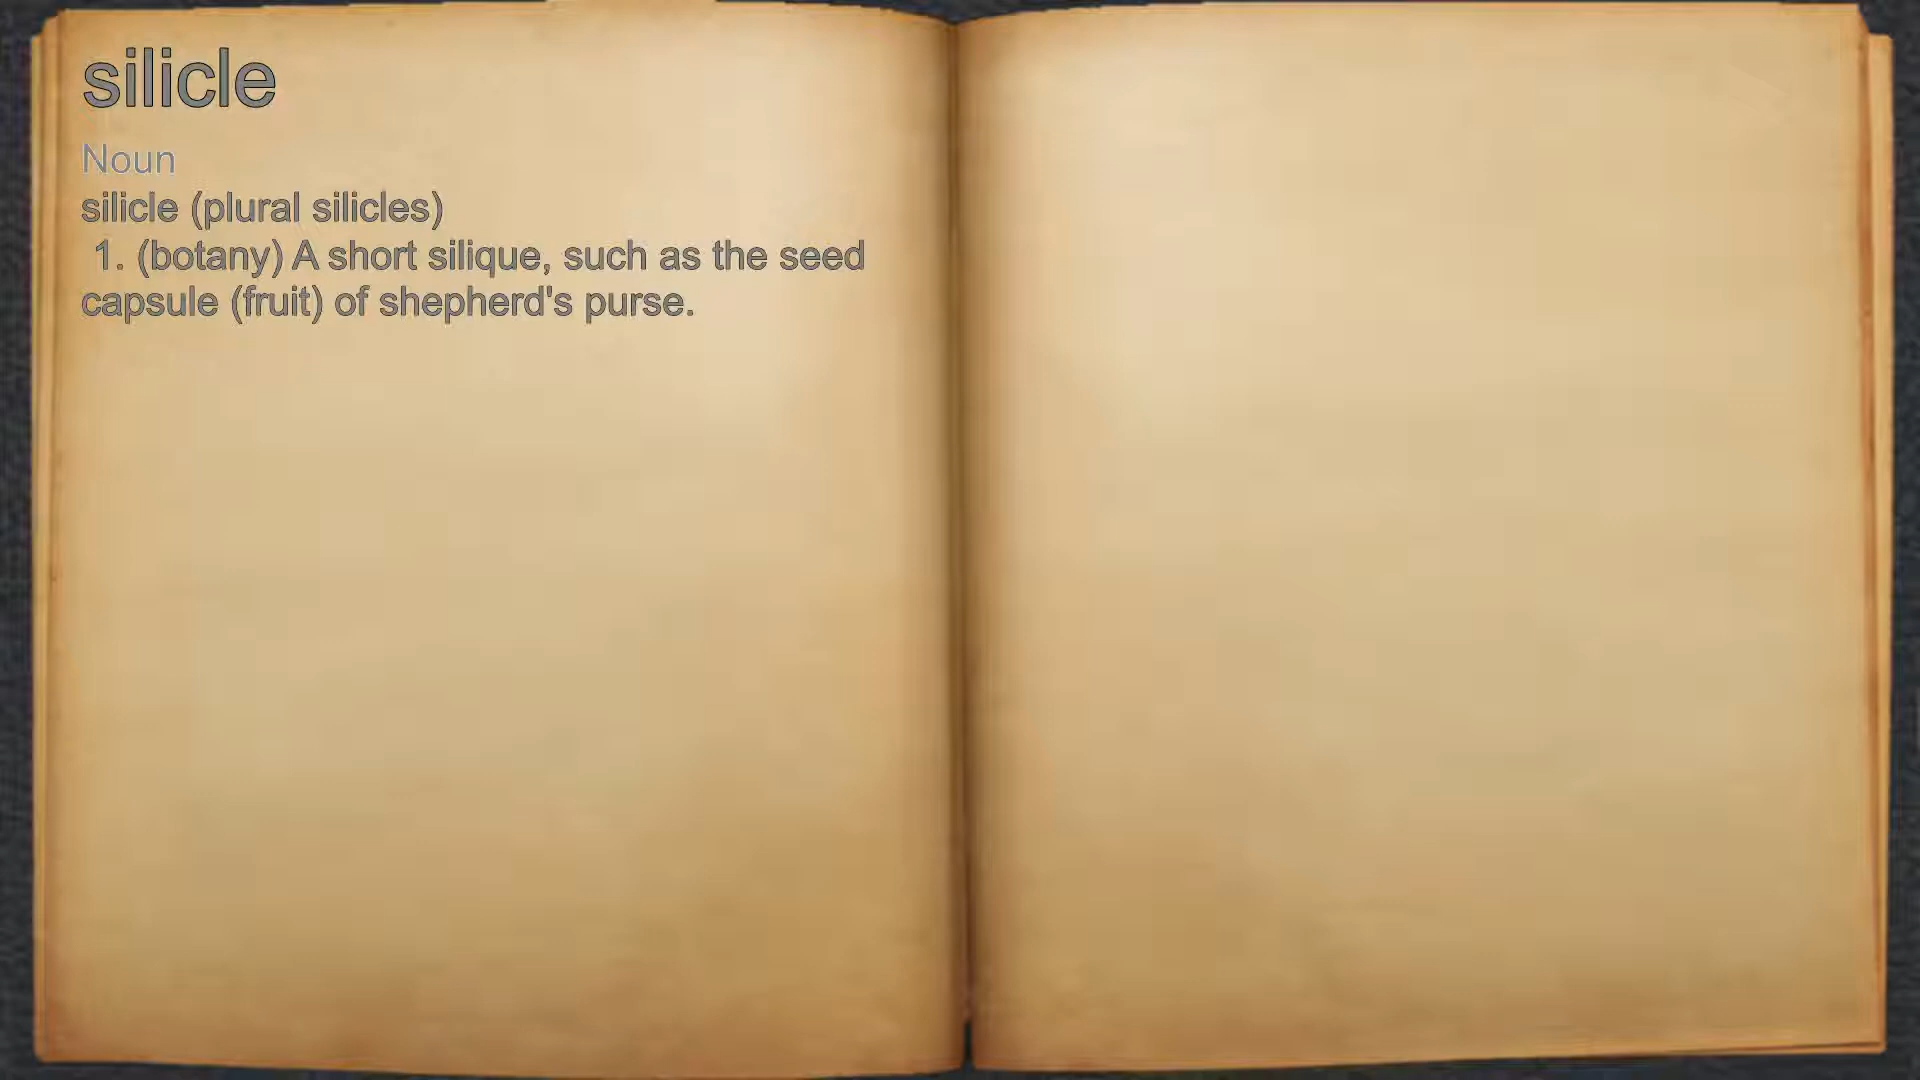 silicle
Noun
silicle (plural silicles)
1. (botany) A short silique, such as the seed
capsule (fruit) of shepherd's purse.